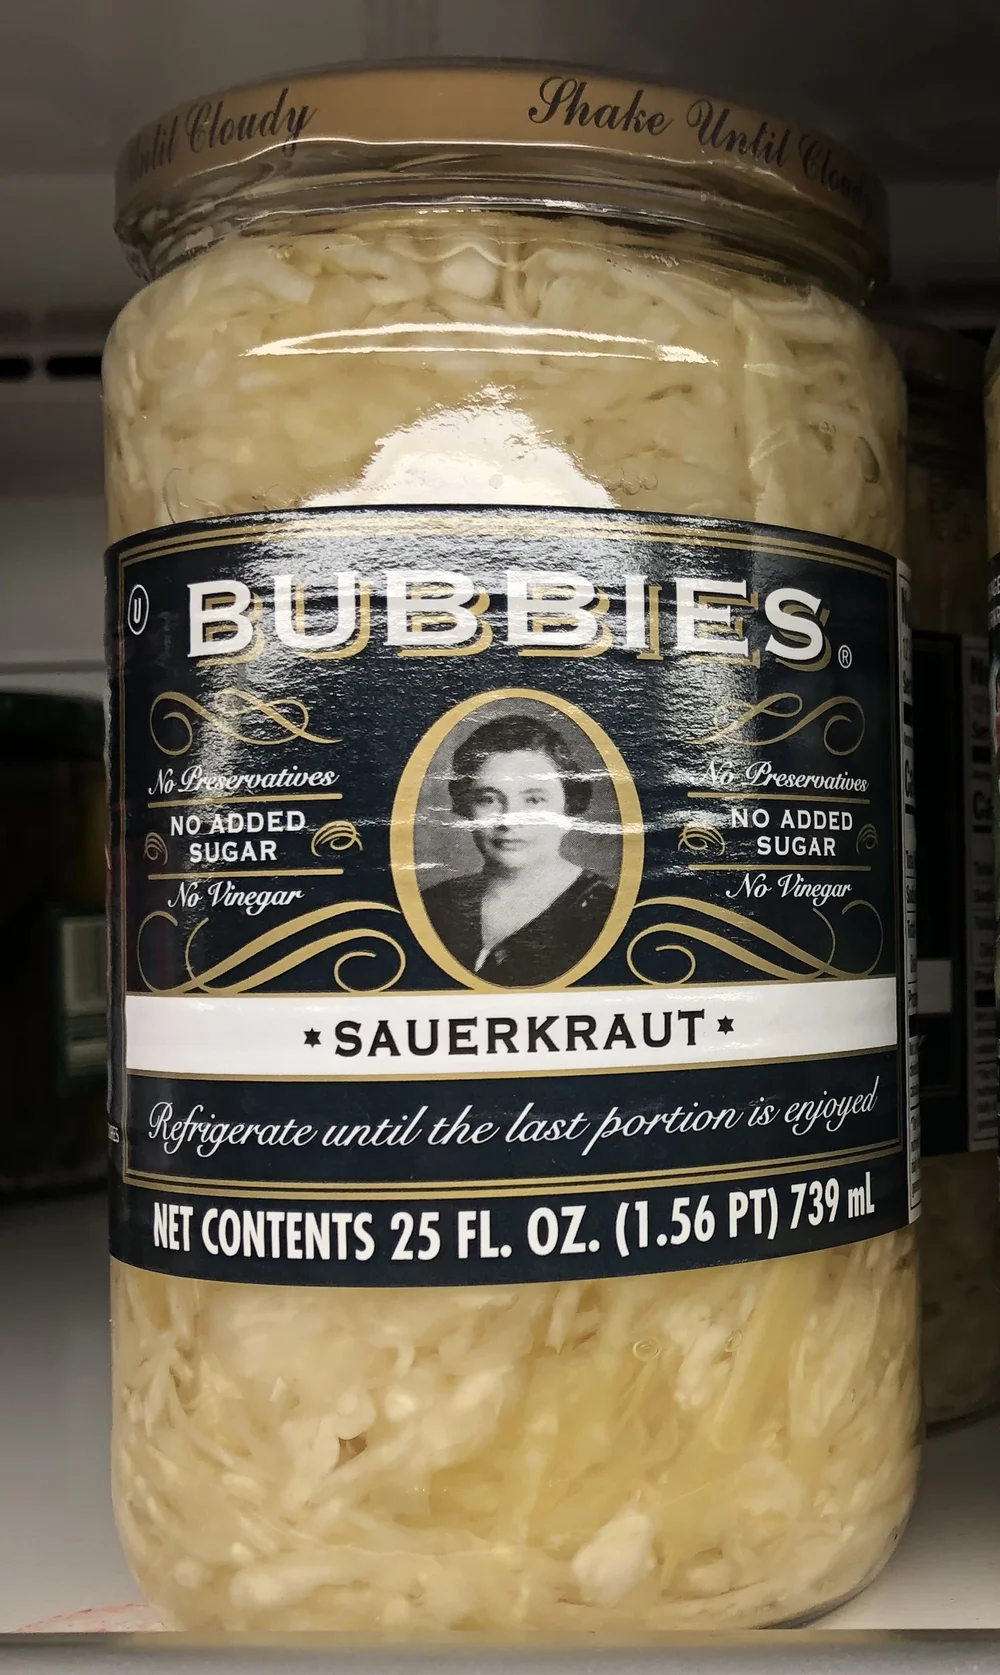 Until Cloudy
Shake Until Cloudy
U
BUBBIES®
No Preservatives
NO ADDED
SUGAR
No Vinegar
No Preservatives
NO ADDED
SUGAR
No Vinegar
* SAUERKRAUT *
Refrigerate until the last portion is enjoyed
NET CONTENTS 25 FL. OZ. (1.56 PT) 739 mL